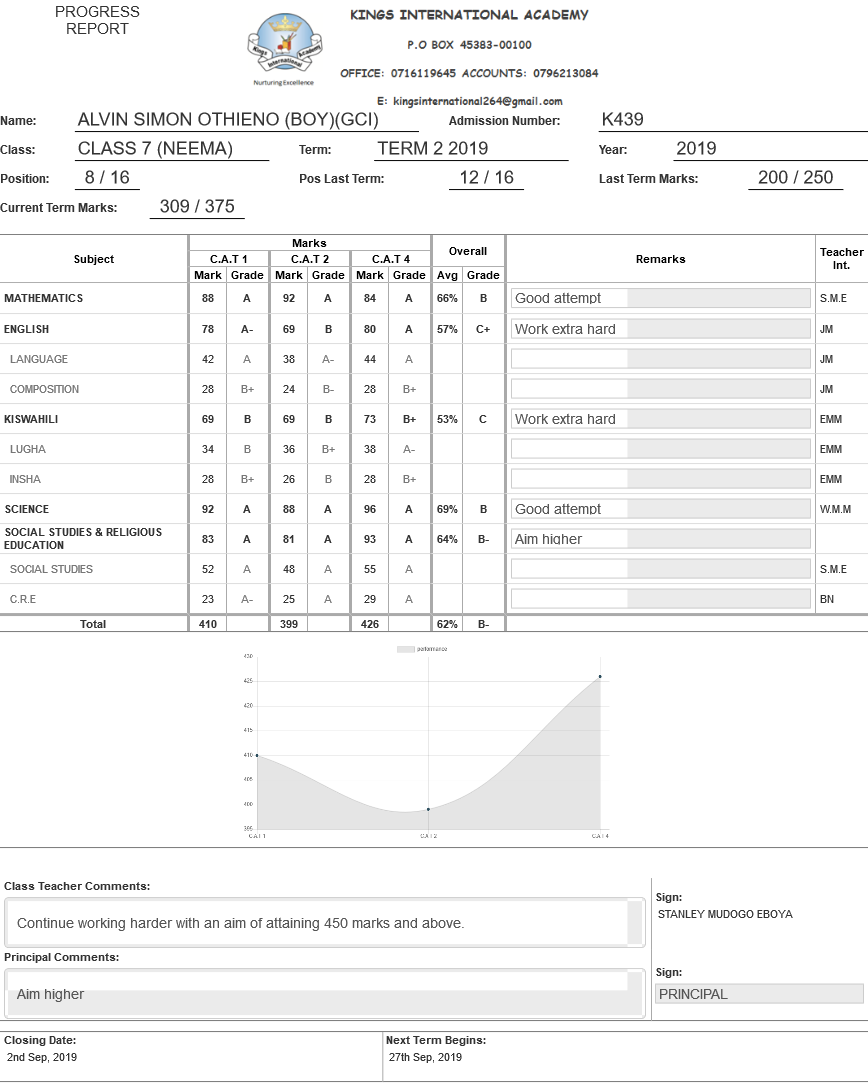 PROGRESS
REPORT
KINGS INTERNATIONAL ACADEMY
P.O BOX 45383-00100
OFFICE: 0716119645 ACCOUNTS: 0796213084
E: kingsinternational264@gmail.com
Kings Academy
International
Nurturing Excellence
Name: ALVIN SIMON OTHIENO (BOY)(GCI) Admission Number: K439
Class: CLASS 7 (NEEMA) Term: TERM 2 2019 Year: 2019
Position: 8 / 16 Pos Last Term: 12 / 16 Last Term Marks: 200 / 250
Current Term Marks: 309 / 375
Subject Marks Overall Remarks Teacher Int.
C.A.T 1 C.A.T 2 C.A.T 4
Mark Grade Mark Grade Mark Grade Avg Grade
MATHEMATICS 88 A 92 A 84 A 66% B Good attempt S.M.E
ENGLISH 78 A- 69 B 80 A 57% C+ Work extra hard JM
LANGUAGE 42 A 38 A- 44 A JM
COMPOSITION 28 B+ 24 B- 28 B+ JM
KISWAHILI 69 B 69 B 73 B+ 53% C Work extra hard EMM
LUGHA 34 B 36 B+ 38 A- EMM
INSHA 28 B+ 26 B 28 B+ EMM
SCIENCE 92 A 88 A 96 A 69% B Good attempt W.M.M
SOCIAL STUDIES & RELIGIOUS
EDUCATION 83 A 81 A 93 A 64% B- Aim higher
SOCIAL STUDIES 52 A 48 A 55 A S.M.E
C.R.E 23 A- 25 A 29 A BN
Total 410 399 426 62% B-
performance
430
425
420
415
410
405
400
395
C.A.T 1 C.A.T 2 C.A.T 4
Class Teacher Comments:
Continue working harder with an aim of attaining 450 marks and above.
Sign:
STANLEY MUDOGO EBOYA
Principal Comments:
Aim higher
Sign:
PRINCIPAL
Closing Date: Next Term Begins:
2nd Sep, 2019 27th Sep, 2019